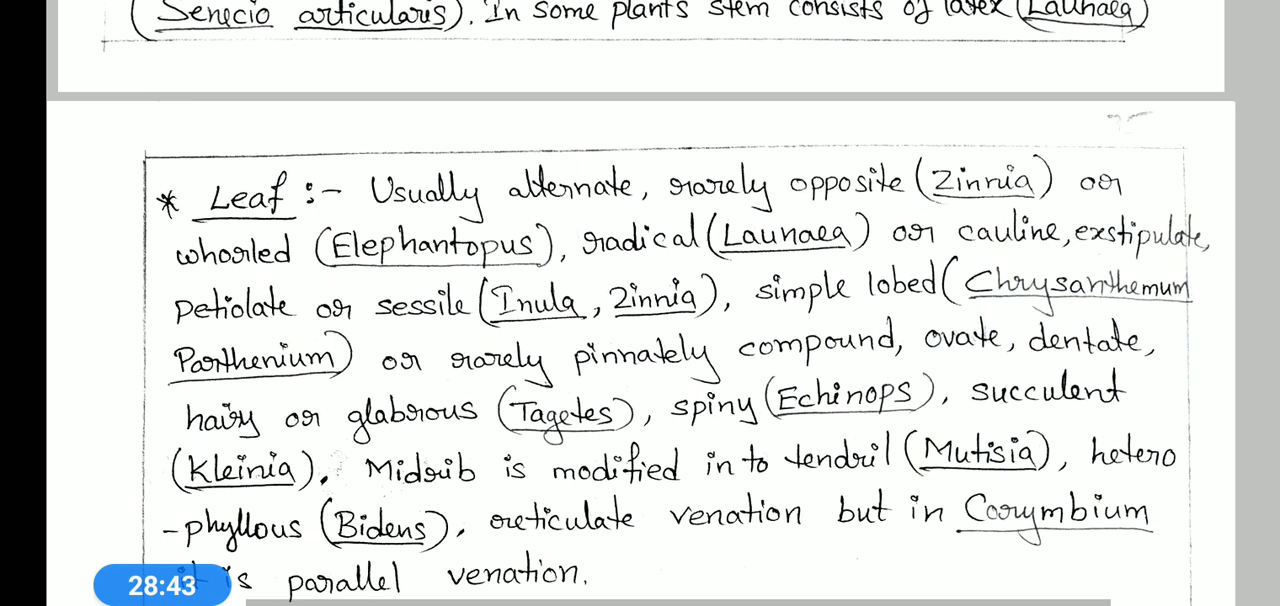 (Senecio articularis). In some plants stem consists of latex (Launaea)
* Leaf :- Usually alternate, rarely opposite (Zinnia) or
whorled (Elephantopus), radical (Launaea) or cauline, exstipulate,
petiolate or sessile (Inula, Zinnia), simple lobed (Chrysanthemum
Parthenium) or rarely pinnately compound, ovate, dentate,
hairy or glabrous (Tagetes), spiny (Echinops), succulent
(Kleinia). Midrib is modified in to tendril (Mutisia), hetero
-phyllous (Bidens), reticulate venation but in Corymbium
it is parallel venation.
28:43